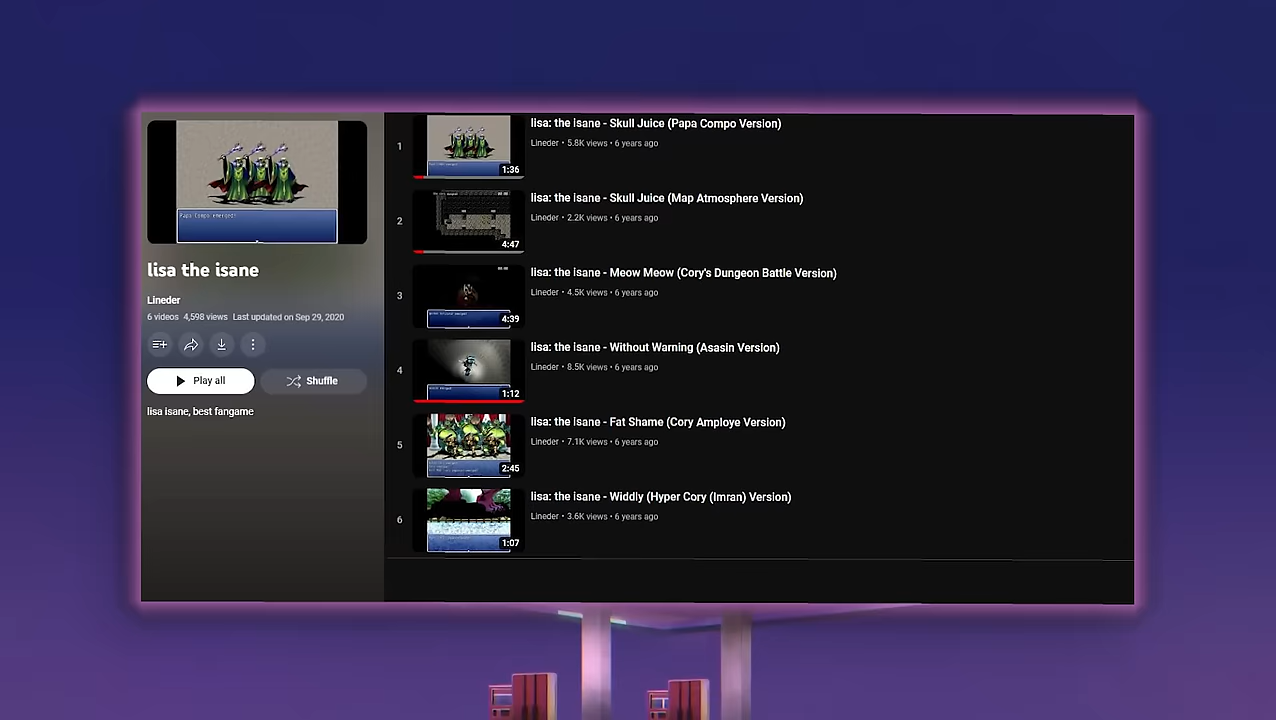 Papa Compo emerged!
lisa the isane
Lineder
6 videos 4,598 views Last updated on Sep 29, 2020
Play all
Shuffle
lisa isane, best fangame
1
1:36
lisa: the isane - Skull Juice (Papa Compo Version)
Lineder • 5.8K views • 6 years ago
2
4:47
lisa: the isane - Skull Juice (Map Atmosphere Version)
Lineder • 2.2K views • 6 years ago
3
4:39
lisa: the isane - Meow Meow (Cory's Dungeon Battle Version)
Lineder • 4.5K views • 6 years ago
4
1:12
lisa: the isane - Without Warning (Asasin Version)
Lineder • 8.5K views • 6 years ago
5
2:45
lisa: the isane - Fat Shame (Cory Amploye Version)
Lineder • 7.1K views • 6 years ago
6
1:07
lisa: the isane - Widdly (Hyper Cory (Imran) Version)
Lineder • 3.6K views • 6 years ago